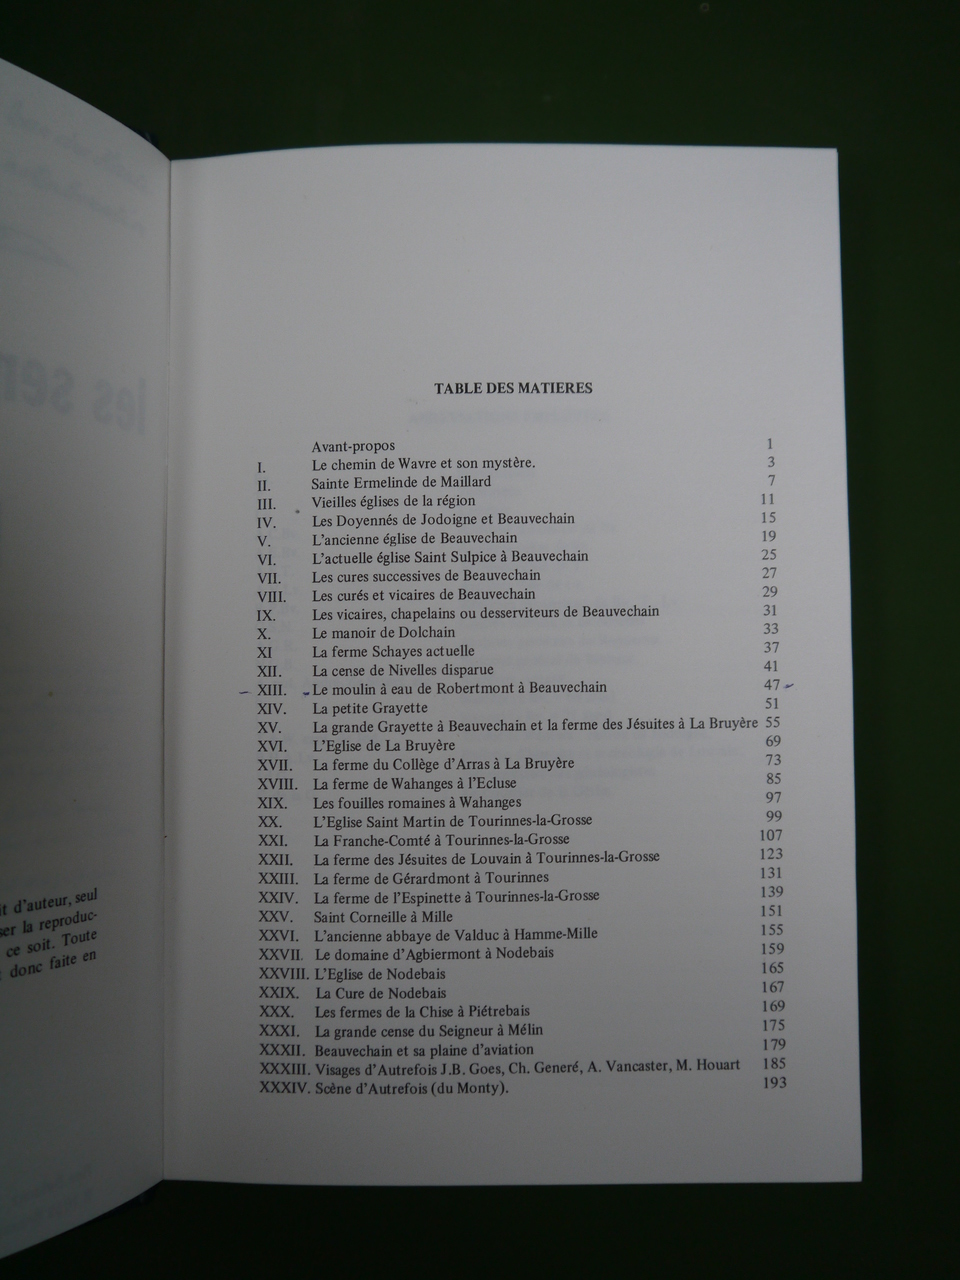 TABLE DES MATIERES
Avant-propos 1
I. Le chemin de Wavre et son mystère. 3
II. Sainte Ermelinde de Maillard 7
III. Vieilles églises de la région 11
IV. Les Doyennés de Jodoigne et Beauvechain 15
V. L'ancienne église de Beauvechain 19
VI. L'actuelle église Saint Sulpice à Beauvechain 25
VII. Les cures successives de Beauvechain 27
VIII. Les curés et vicaires de Beauvechain 29
IX. Les vicaires, chapelains ou desserviteurs de Beauvechain 31
X. Le manoir de Dolchain 33
XI La ferme Schayes actuelle 37
XII. La cense de Nivelles disparue 41
XIII. Le moulin à eau de Robertmont à Beauvechain 47
XIV. La petite Grayette 51
XV. La grande Grayette à Beauvechain et la ferme des Jésuites à La Bruyère 55
XVI. L'Eglise de La Bruyère 69
XVII. La ferme du Collège d'Arras à La Bruyère 73
XVIII. La ferme de Wahanges à l'Ecluse 85
XIX. Les fouilles romaines à Wahanges 97
XX. L'Eglise Saint Martin de Tourinnes-la-Grosse 99
XXI. La Franche-Comté à Tourinnes-la-Grosse 107
XXII. La ferme des Jésuites de Louvain à Tourinnes-la-Grosse 123
XXIII. La ferme de Gérardmont à Tourinnes 131
XXIV. La ferme de l'Espinette à Tourinnes-la-Grosse 139
XXV. Saint Corneille à Mille 151
XXVI. L'ancienne abbaye de Valduc à Hamme-Mille 155
XXVII. Le domaine d'Agbiermont à Nodebais 159
XXVIII. L'Eglise de Nodebais 165
XXIX. La Cure de Nodebais 167
XXX. Les fermes de la Chise à Piétrebais 169
XXXI. La grande cense du Seigneur à Mélin 175
XXXII. Beauvechain et sa plaine d'aviation 179
XXXIII. Visages d'Autrefois J.B. Goes, Ch. Generé, A. Vancaster, M. Houart 185
XXXIV. Scène d'Autrefois (du Monty). 193
d'auteur, seul
la reproduc-
ce soit. Toute
donc faite en